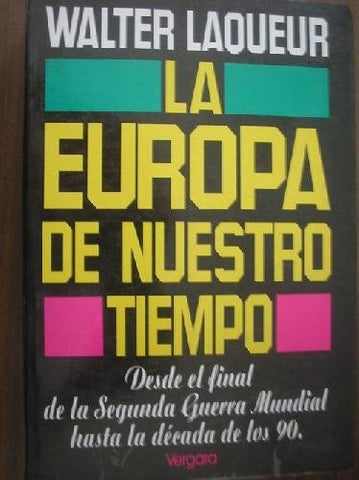 WALTER LAQUEUR
LA
EUROPA
DE NUESTRO
TIEMPO
Desde el final
de la Segunda Guerra Mundial
hasta la década de los 90.
Vergara